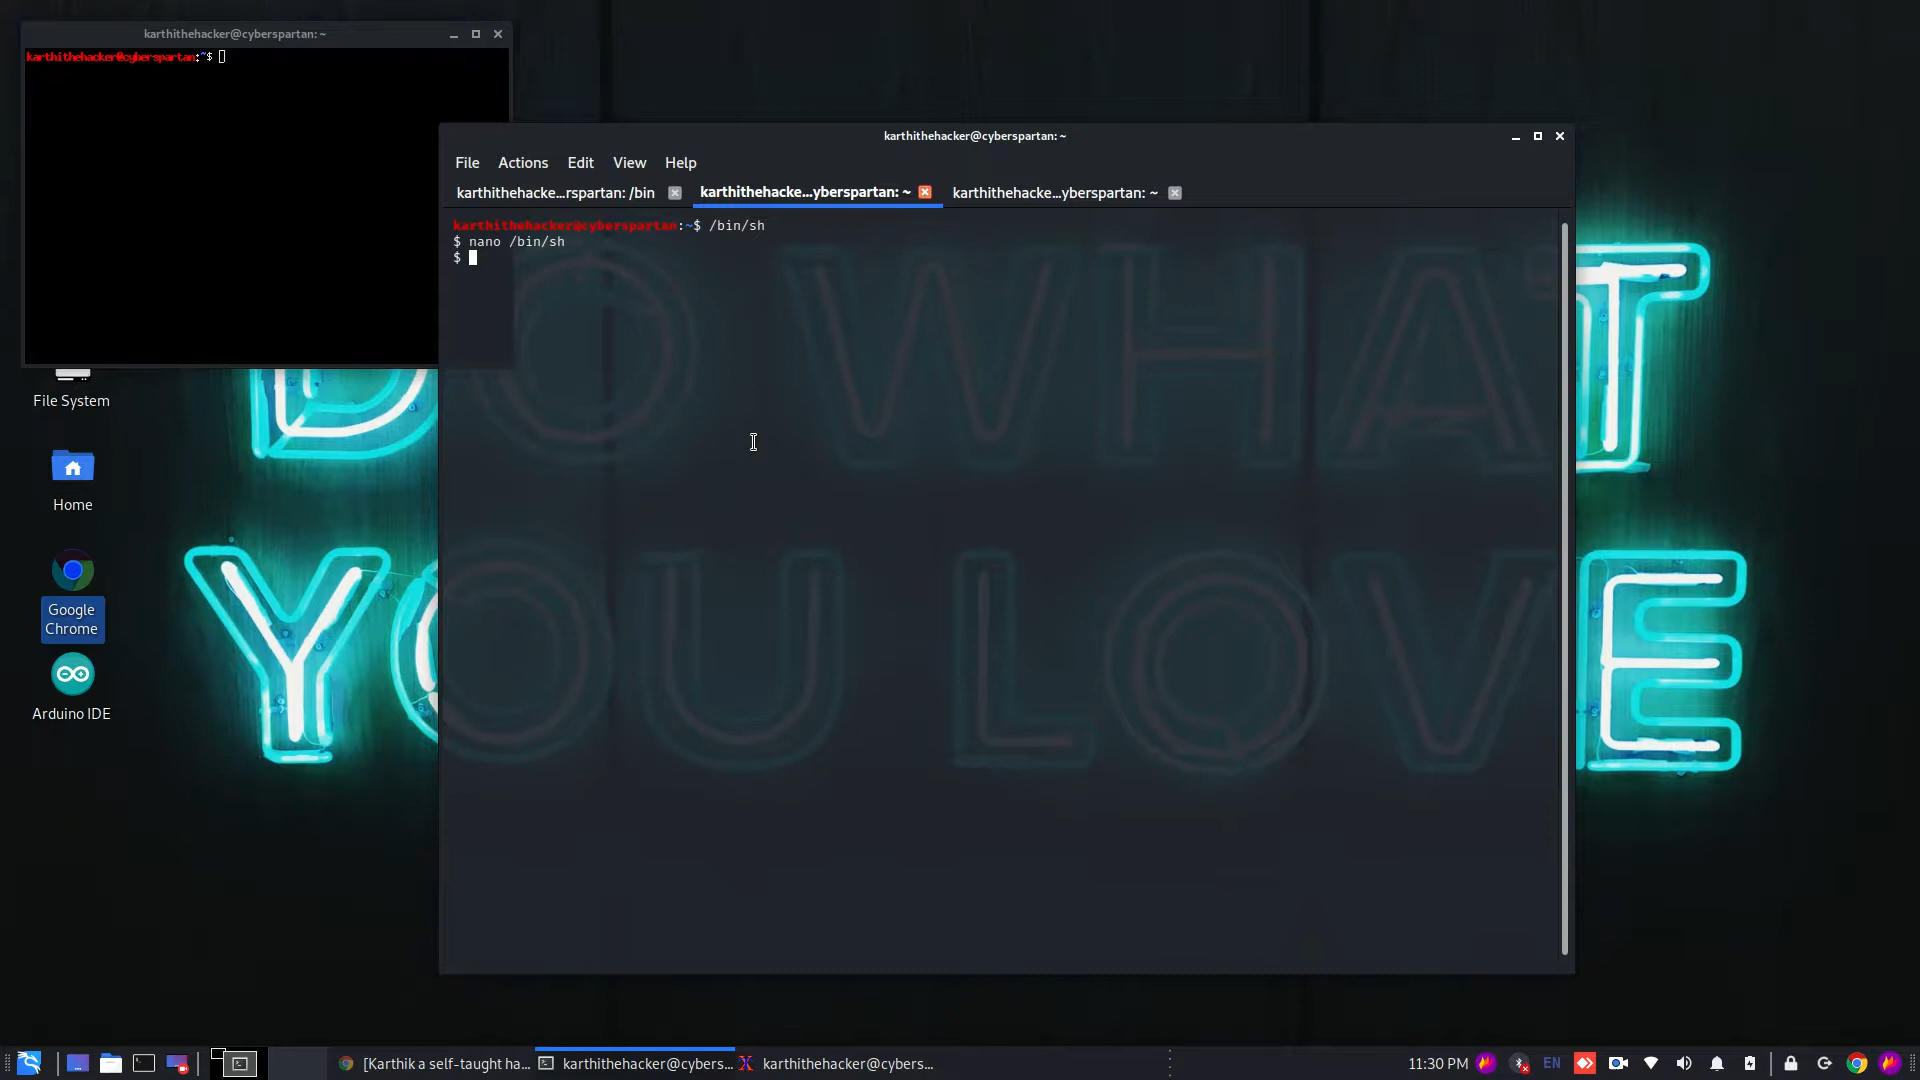 karthithehacker@cyberspartan: ~
karthithehacker@cyberspartan:~$
karthithehacker@cyberspartan: ~
File Actions Edit View Help
karthithehacke...rspartan: /bin
karthithehacke...yberspartan: ~
karthithehacke...yberspartan: ~
karthithehacker@cyberspartan:~$ /bin/sh
$ nano /bin/sh
$
DO WHAT
YOU LOVE
File System
Home
Google
Chrome
Arduino IDE
[Karthik a self-taught ha...
karthithehacker@cybers...
karthithehacker@cybers...
11:30 PM
EN